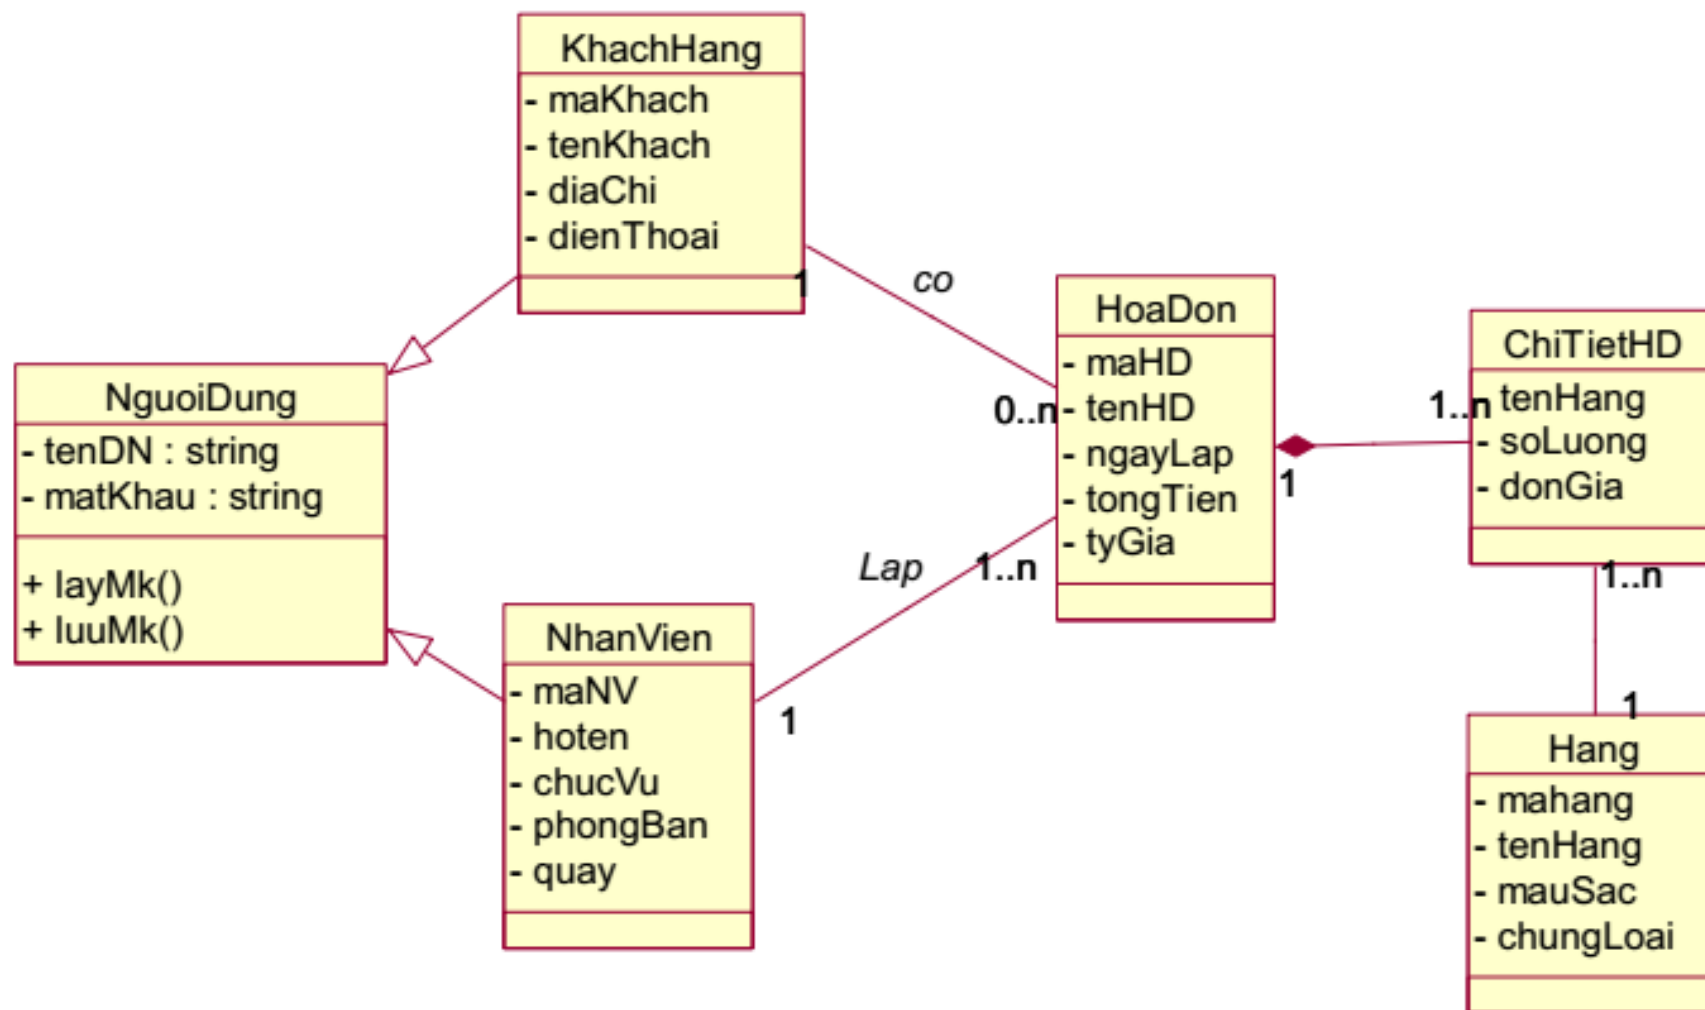 KhachHang
- maKhach
- tenKhach
- diaChi
- dienThoai
1
co
0..n
NguoiDung
- tenDN : string
- matKhau : string
+ layMk()
+ luuMk()
NhanVien
- maNV
- hoten
- chucVu
- phongBan
- quay
1
Lap
1..n
HoaDon
- maHD
- tenHD
- ngayLap
- tongTien
- tyGia
1
1..n
ChiTietHD
- tenHang
- soLuong
- donGia
1..n
1
Hang
- mahang
- tenHang
- mauSac
- chungLoai